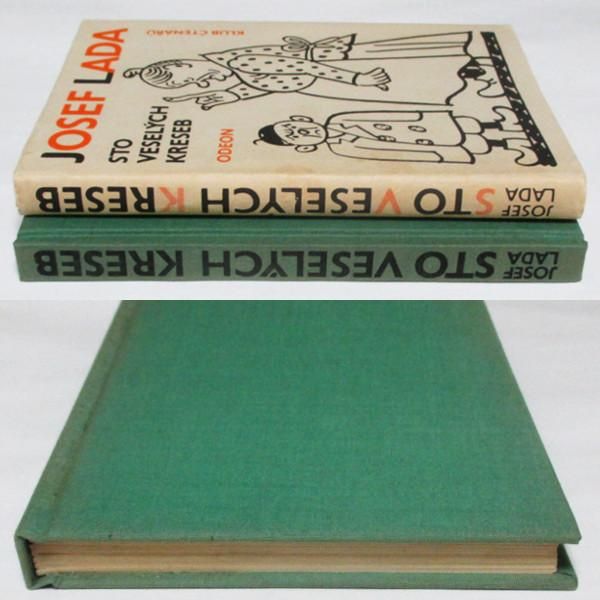 JOSEF LADA
KLUB ČTENÁŘŮ
STO
VESELÝCH
KRESEB
ODEON
JOSEF
LADA
STO VESELÝCH KRESEB
JOSEF
LADA
STO VESELÝCH KRESEB